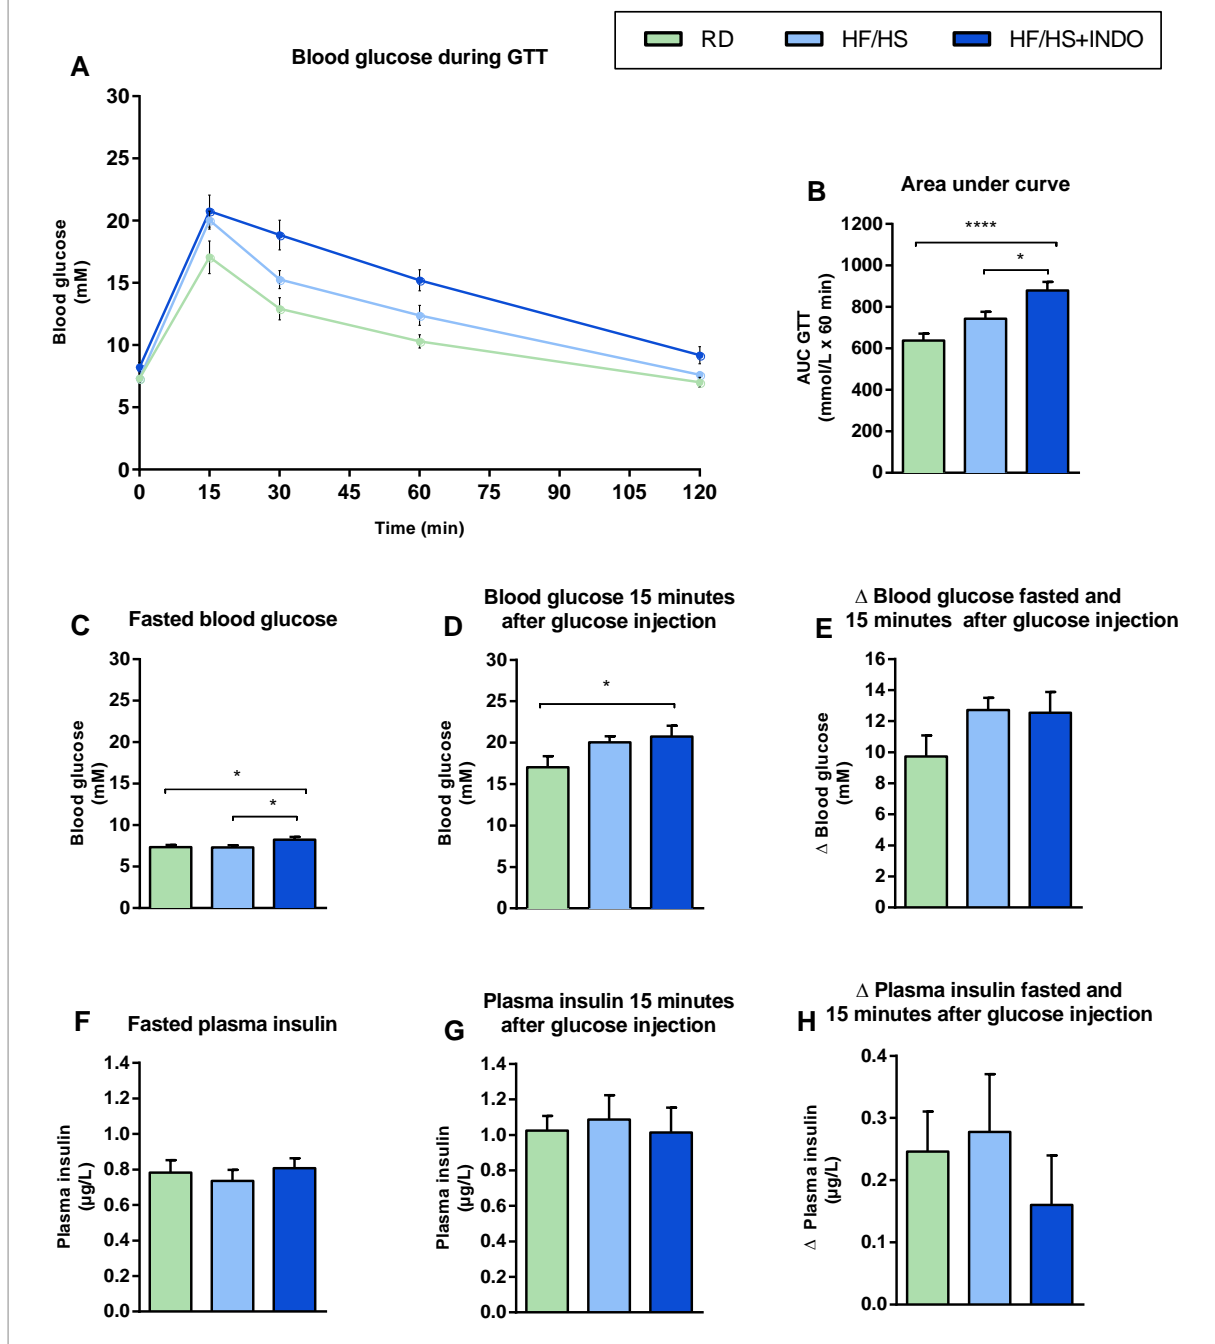 RD HF/HS HF/HS+INDO
A
Blood glucose during GTT
30
25
20
15
10
5
0
Blood glucose
(mM)
0 15 30 45 60 75 90 105 120
Time (min)
B
Area under curve
1200
1000
800
600
400
200
0
AUC GTT
(mmol/L x 60 min)
****
*
C
Fasted blood glucose
30
25
20
15
10
5
0
Blood glucose
(mM)
*
*
D
Blood glucose 15 minutes
after glucose injection
30
25
20
15
10
5
0
Blood glucose
(mM)
*
E
Δ Blood glucose fasted and
15 minutes after glucose injection
16
14
12
10
8
6
4
2
0
Δ Blood glucose
(mM)
F
Fasted plasma insulin
1.4
1.2
1.0
0.8
0.6
0.4
0.2
0.0
Plasma insulin
(µg/L)
G
Plasma insulin 15 minutes
after glucose injection
1.4
1.2
1.0
0.8
0.6
0.4
0.2
0.0
Plasma insulin
(µg/L)
H
Δ Plasma insulin fasted and
15 minutes after glucose injection
0.4
0.3
0.2
0.1
0.0
Δ Plasma insulin
(µg/L)